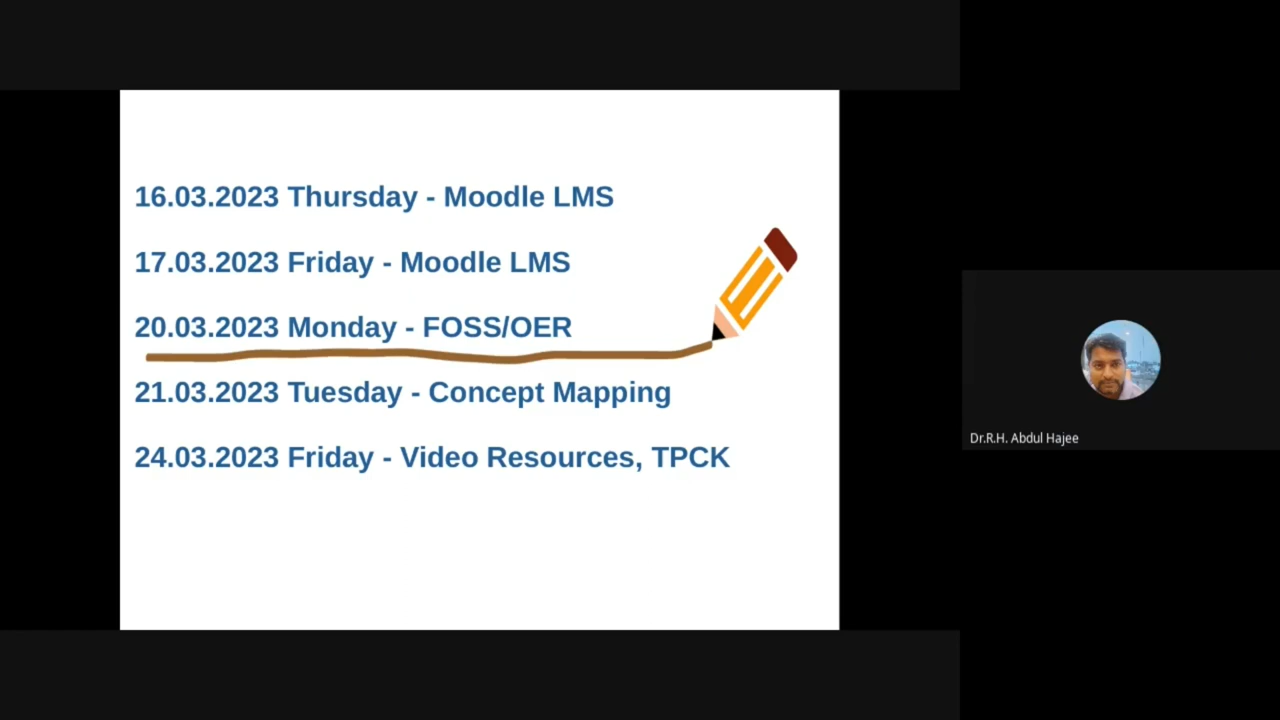 16.03.2023 Thursday - Moodle LMS
17.03.2023 Friday - Moodle LMS
20.03.2023 Monday - FOSS/OER
21.03.2023 Tuesday - Concept Mapping
24.03.2023 Friday - Video Resources, TPCK
Dr.R.H. Abdul Hajee